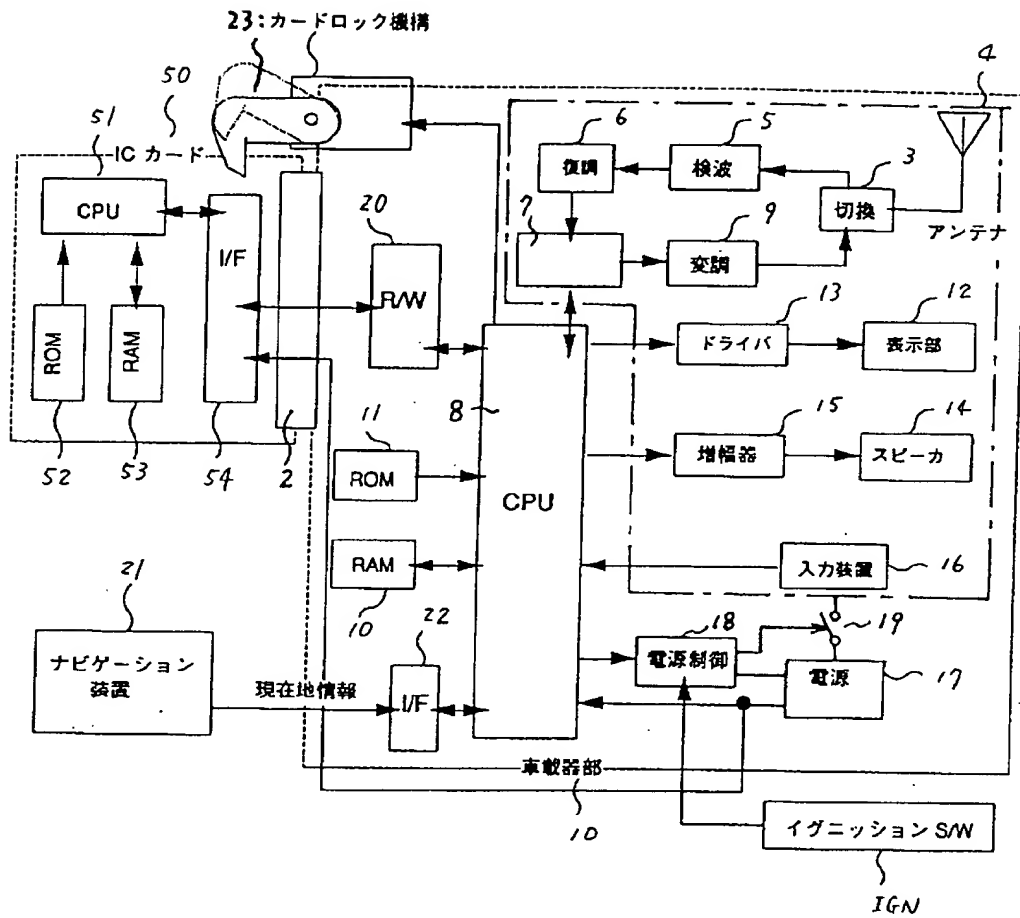 23:カードロック機構
50
51
ICカード
CPU
I/F
ROM
RAM
52
53
54
2
20
R/W
6
復調
5
検波
3
切換
4
アンテナ
7
9
変調
13
ドライバ
12
表示部
8
CPU
15
増幅器
14
スピーカ
11
ROM
RAM
10
入力装置
16
21
ナビゲーション
装置
現在地情報
22
I/F
18
電源制御
19
電源
17
車載器部
10
イグニッション S/W
IGN